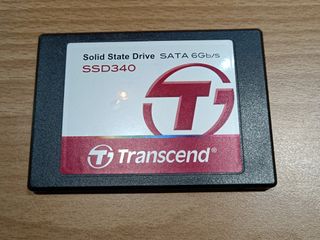 Solid State Drive SATA 6Gb/s
SSD340
Transcend